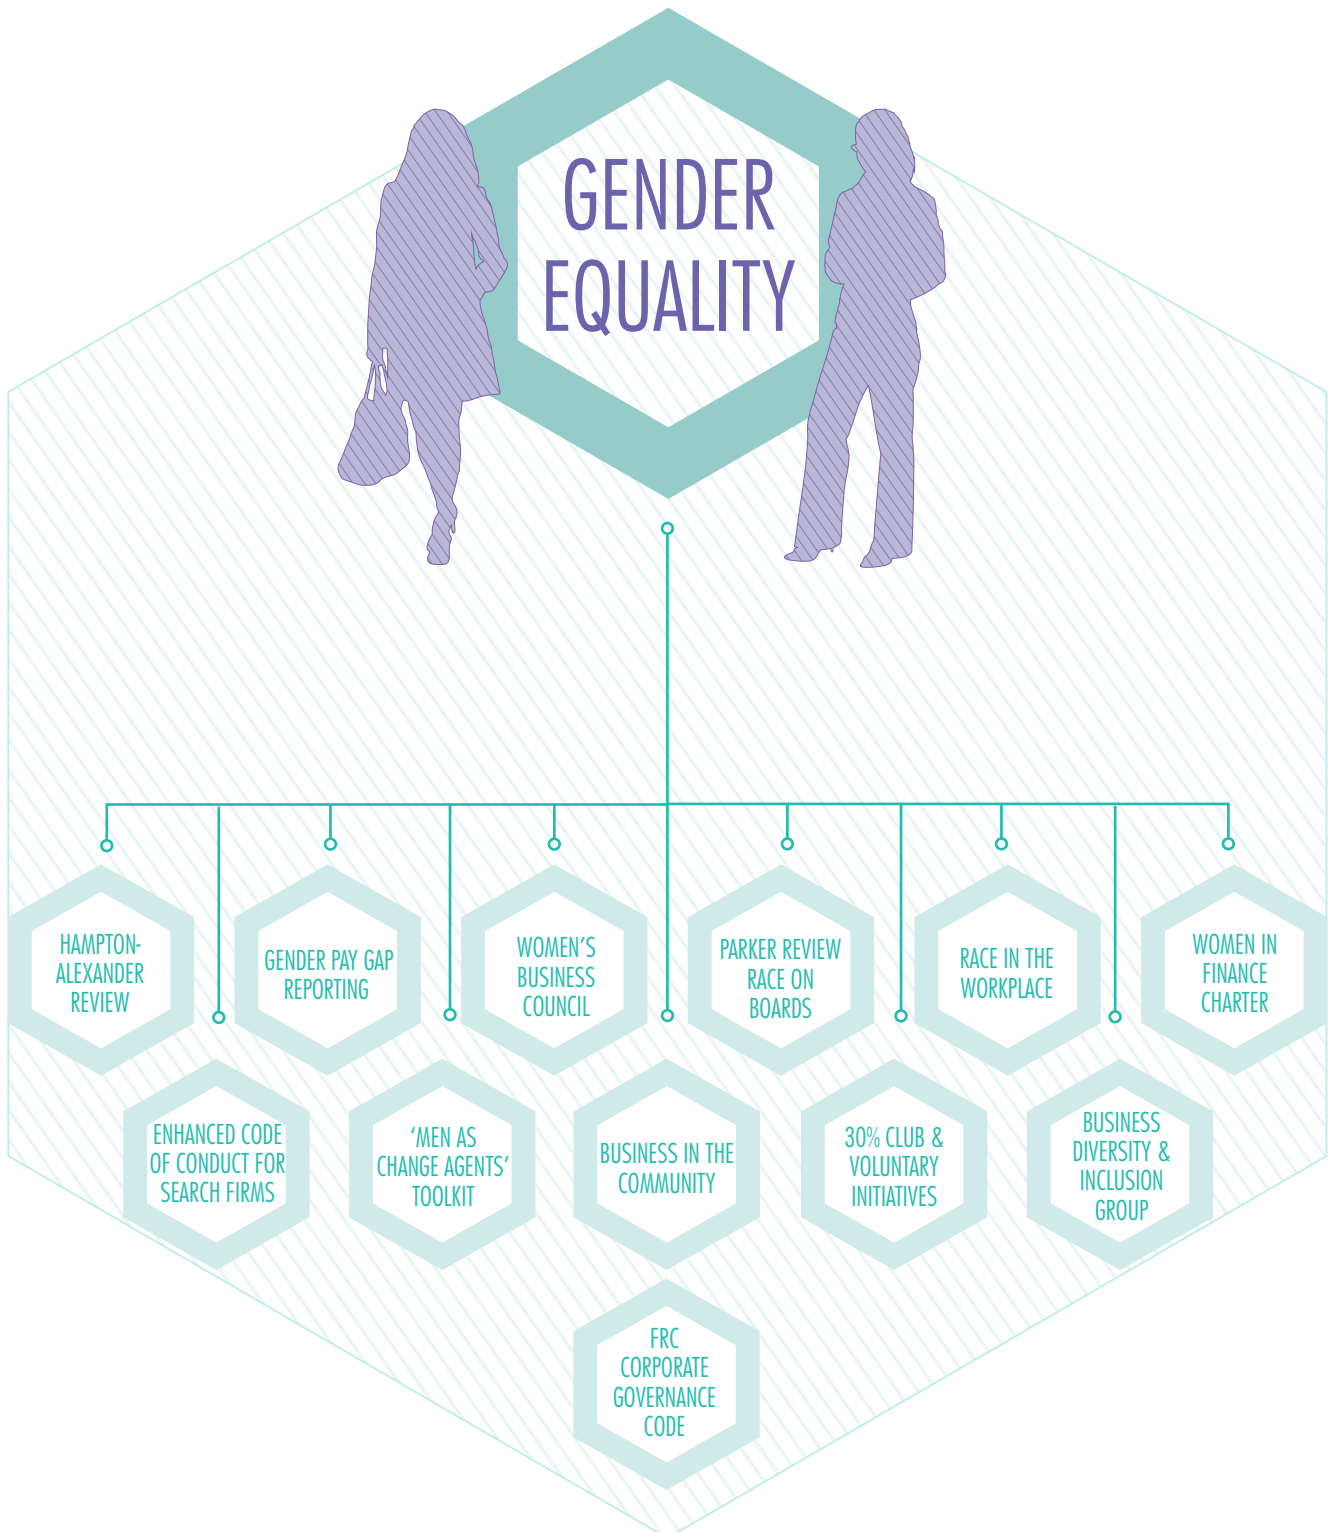 GENDER
EQUALITY
HAMPTON-
ALEXANDER
REVIEW
GENDER PAY GAP
REPORTING
WOMEN'S
BUSINESS
COUNCIL
PARKER REVIEW
RACE ON
BOARDS
RACE IN THE
WORKPLACE
WOMEN IN
FINANCE
CHARTER
ENHANCED CODE
OF CONDUCT FOR
SEARCH FIRMS
‘MEN AS
CHANGE AGENTS’
TOOLKIT
BUSINESS IN THE
COMMUNITY
30% CLUB &
VOLUNTARY
INITIATIVES
BUSINESS
DIVERSITY &
INCLUSION
GROUP
FRC
CORPORATE
GOVERNANCE
CODE